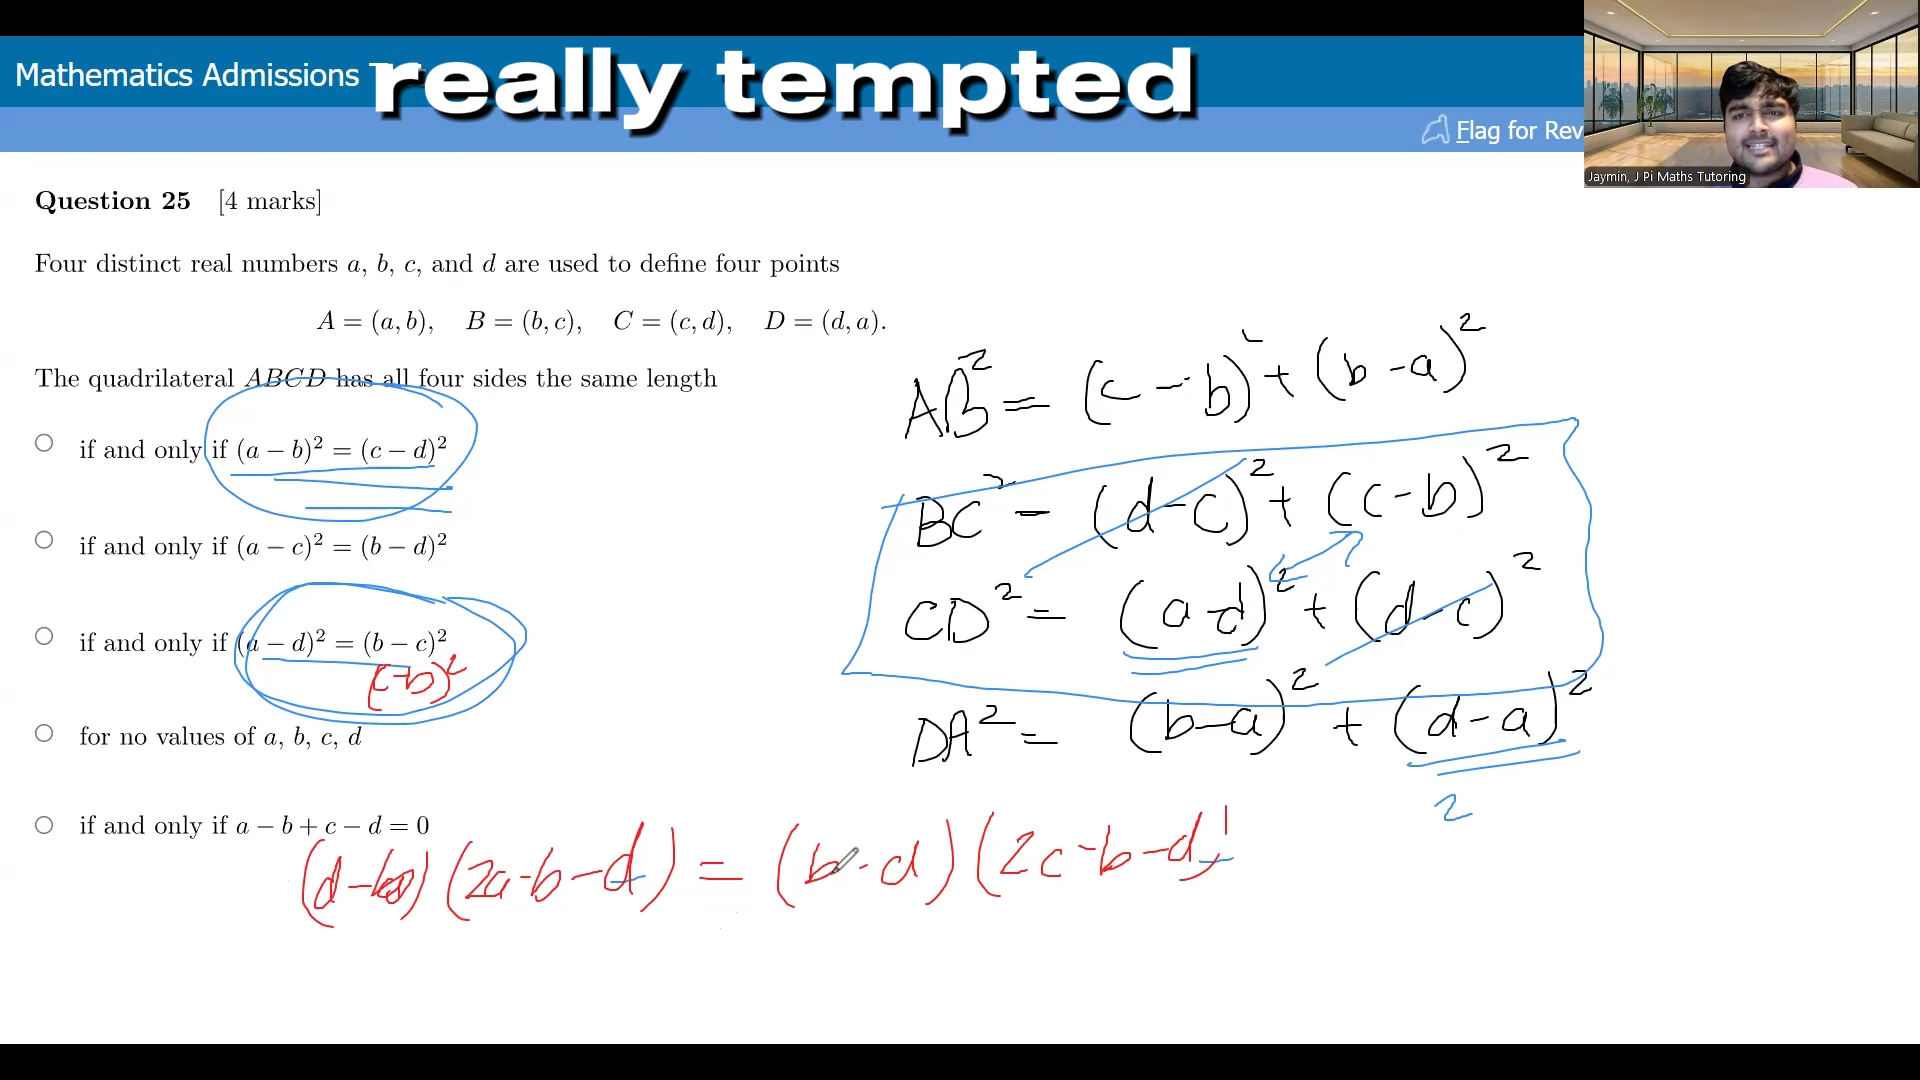 Mathematics Admissions T
really tempted
Flag for Rev
Jaymin, J Pi Maths Tutoring
Question 25 [4 marks]
Four distinct real numbers a, b, c, and d are used to define four points
A = (a, b), B = (b, c), C = (c, d), D = (d, a).
The quadrilateral ABCD has all four sides the same length
if and only if (a − b)² = (c − d)²
if and only if (a − c)² = (b − d)²
if and only if (a − d)² = (b − c)²
(c−b)²
for no values of a, b, c, d
if and only if a − b + c − d = 0
AB² = (c − b)² + (b − a)²
BC² − (d − c)² + (c − b)²
CD² = (a − d)² + (d − c)²
DA² = (b − a)² + (d − a)²
2
(2a − b − d) = (b − d)(2c − b − d)